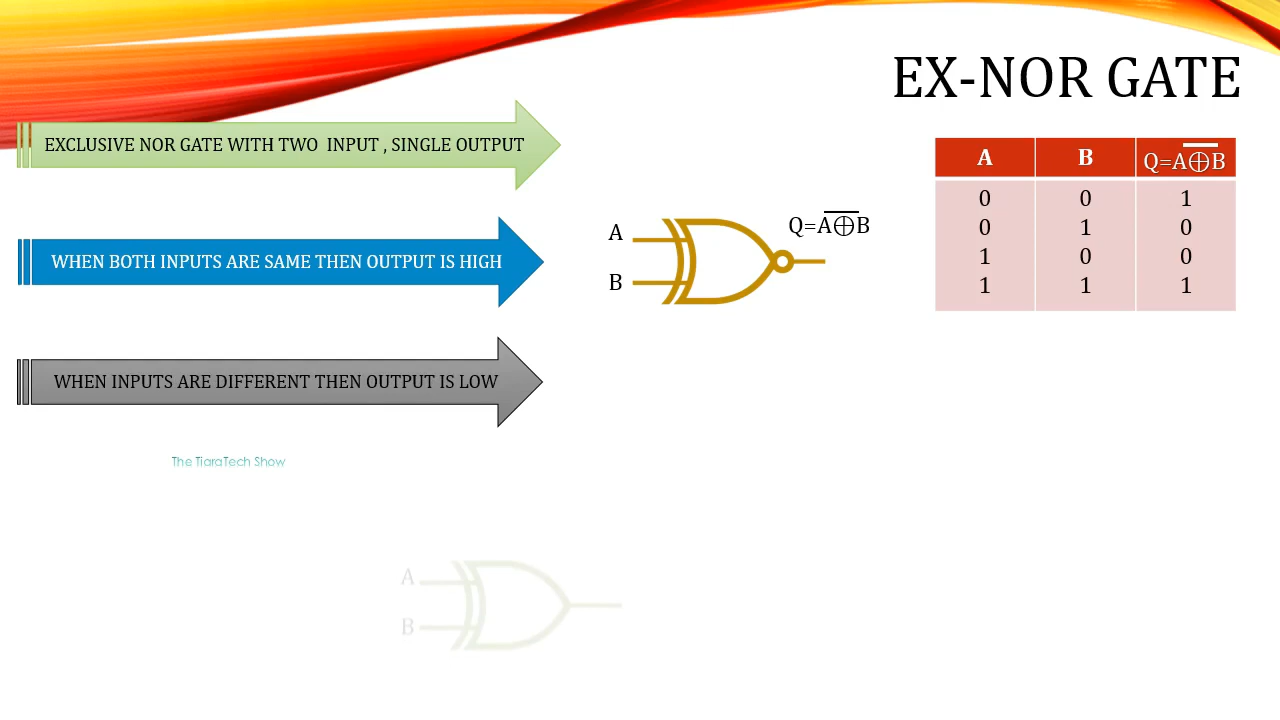 EX-NOR GATE
EXCLUSIVE NOR GATE WITH TWO INPUT , SINGLE OUTPUT
WHEN BOTH INPUTS ARE SAME THEN OUTPUT IS HIGH
WHEN INPUTS ARE DIFFERENT THEN OUTPUT IS LOW
The TiaraTech Show
A
B
Q=A̅⊕̅B̅
A B Q=A̅⊕̅B̅
0 0 1
0 1 0
1 0 0
1 1 1
A
B